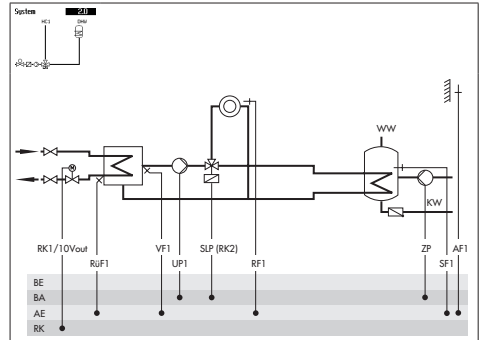 System 2.0
HC1 DHW
WW
KW
RK1/10Vout VF1 SLP (RK2) ZP AF1
RüF1 UP1 RF1 SF1
BE
BA
AE
RK